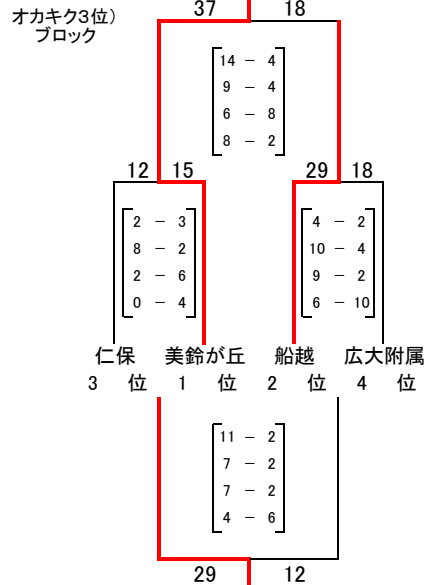 37 18
オカキク3位)
ブロック
14 - 4
9 - 4
6 - 8
8 - 2
12 15 29 18
2 - 3 4 - 2
8 - 2 10 - 4
2 - 6 9 - 2
0 - 4 6 - 10
仁保 美鈴が丘 船越 広大附属
3 位 1 位 2 位 4 位
11 - 2
7 - 2
7 - 2
4 - 6
29 12